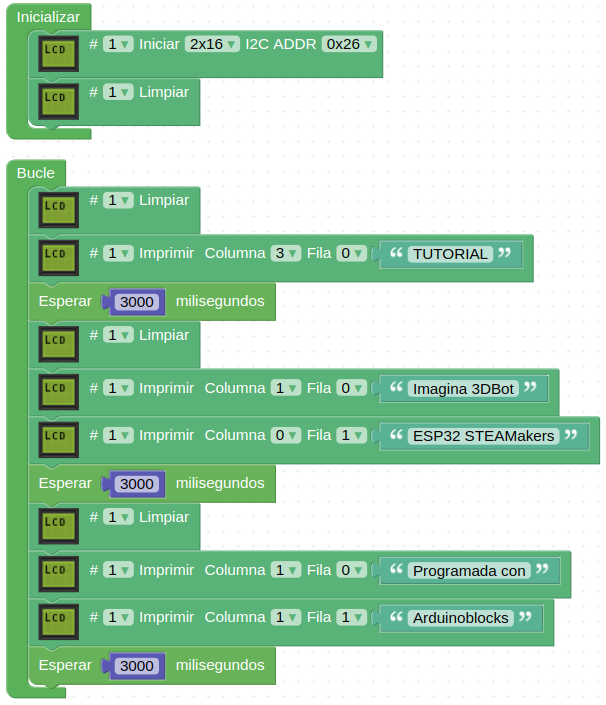 Inicializar
LCD # 1 ▼ Iniciar 2x16 ▼ I2C ADDR 0x26 ▼
LCD # 1 ▼ Limpiar
Bucle
LCD # 1 ▼ Limpiar
LCD # 1 ▼ Imprimir Columna 3 ▼ Fila 0 ▼ “ TUTORIAL ”
Esperar 3000 milisegundos
LCD # 1 ▼ Limpiar
LCD # 1 ▼ Imprimir Columna 1 ▼ Fila 0 ▼ “ Imagina 3DBot ”
LCD # 1 ▼ Imprimir Columna 0 ▼ Fila 1 ▼ “ ESP32 STEAMakers ”
Esperar 3000 milisegundos
LCD # 1 ▼ Limpiar
LCD # 1 ▼ Imprimir Columna 1 ▼ Fila 0 ▼ “ Programada con ”
LCD # 1 ▼ Imprimir Columna 1 ▼ Fila 1 ▼ “ Arduinoblocks ”
Esperar 3000 milisegundos